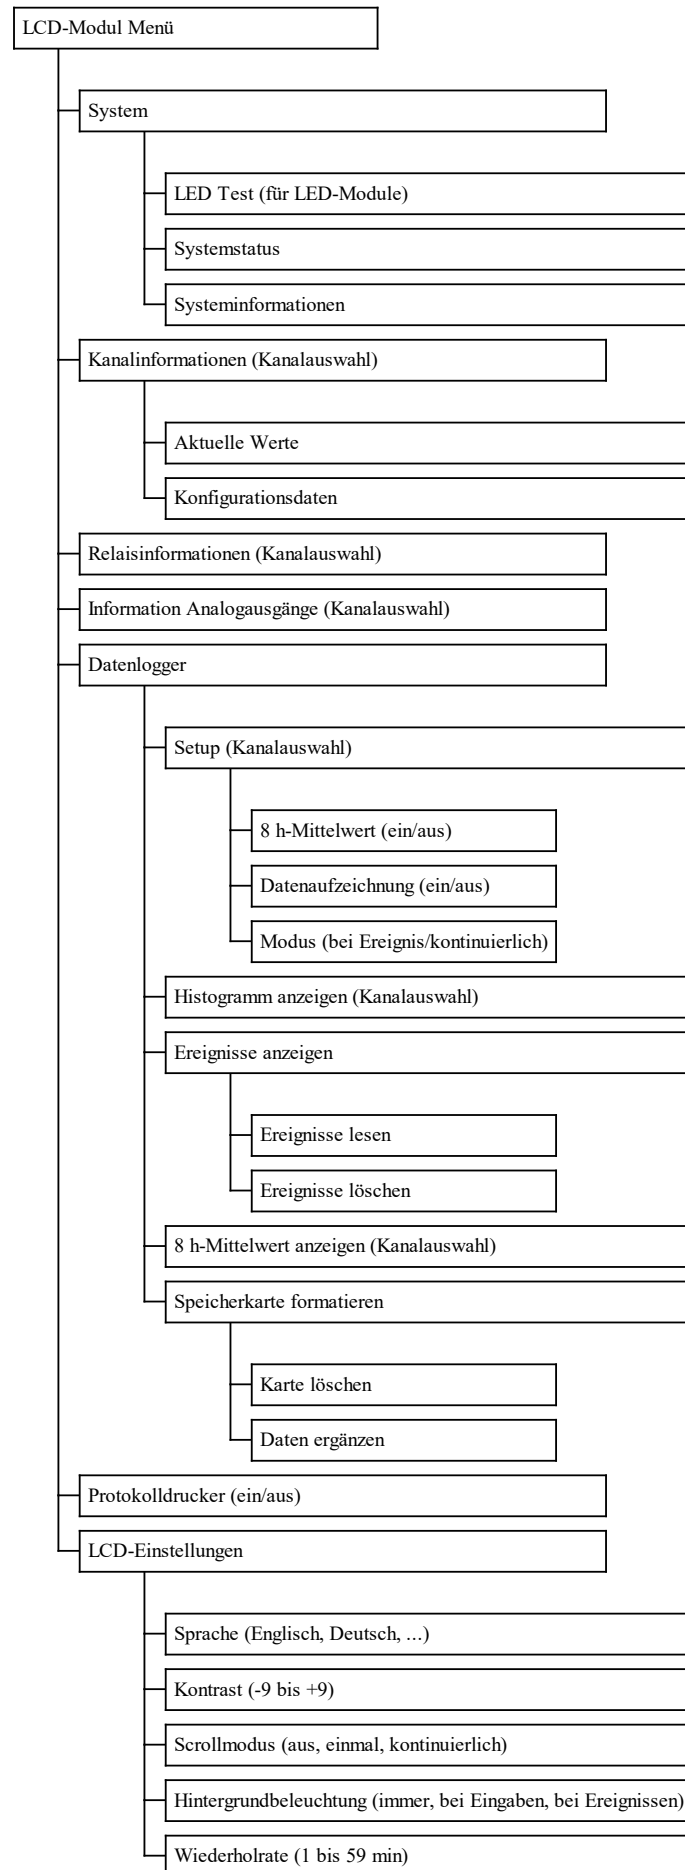 LCD-Modul Menü
System
LED Test (für LED-Module)
Systemstatus
Systeminformationen
Kanalinformationen (Kanalauswahl)
Aktuelle Werte
Konfigurationsdaten
Relaisinformationen (Kanalauswahl)
Information Analogausgänge (Kanalauswahl)
Datenlogger
Setup (Kanalauswahl)
8 h-Mittelwert (ein/aus)
Datenaufzeichnung (ein/aus)
Modus (bei Ereignis/kontinuierlich)
Histogramm anzeigen (Kanalauswahl)
Ereignisse anzeigen
Ereignisse lesen
Ereignisse löschen
8 h-Mittelwert anzeigen (Kanalauswahl)
Speicherkarte formatieren
Karte löschen
Daten ergänzen
Protokolldrucker (ein/aus)
LCD-Einstellungen
Sprache (Englisch, Deutsch, ...)
Kontrast (-9 bis +9)
Scrollmodus (aus, einmal, kontinuierlich)
Hintergrundbeleuchtung (immer, bei Eingaben, bei Ereignissen)
Wiederholrate (1 bis 59 min)